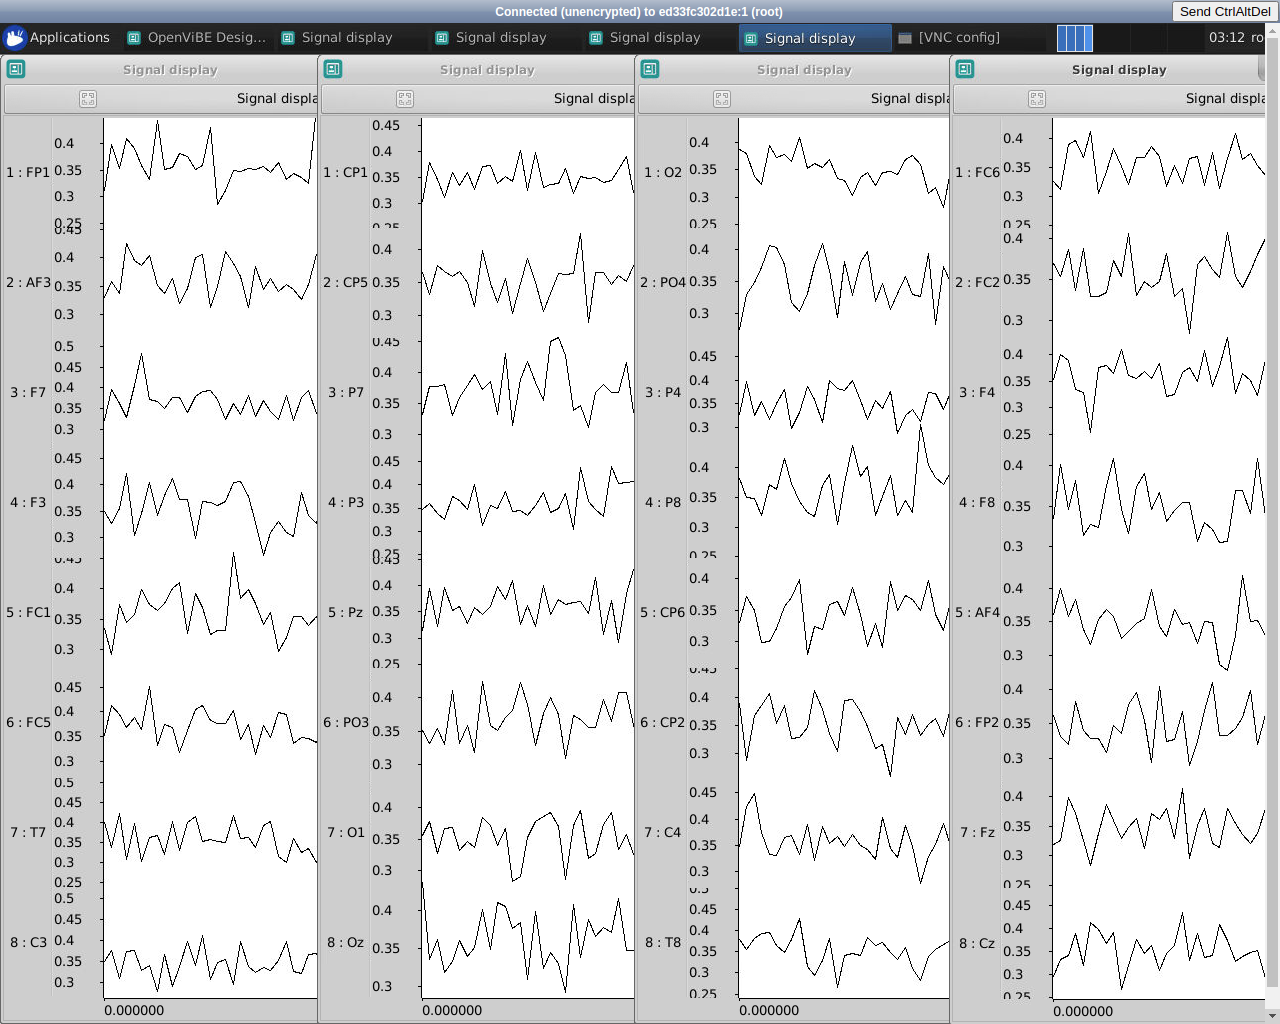 Connected (unencrypted) to ed33fc302d1e:1 (root)
Send CtrlAltDel
Applications
OpenViBE Desig...
Signal display
Signal display
Signal display
Signal display
[VNC config]
03:12 ro
Signal display
Signal display
Signal display
Signal display
Signal displa
Signal displa
Signal displa
Signal displa
1 : FP1
0.4
0.35
0.3
0.25
2 : AF3
0.45
0.4
0.35
0.3
3 : F7
0.5
0.45
0.4
0.35
0.3
4 : F3
0.45
0.4
0.35
0.3
5 : FC1
0.45
0.4
0.35
0.3
6 : FC5
0.45
0.4
0.35
0.3
7 : T7
0.5
0.45
0.4
0.35
0.3
0.25
8 : C3
0.5
0.45
0.4
0.35
0.3
0.000000
1 : CP1
0.45
0.4
0.35
0.3
0.25
2 : CP5
0.4
0.35
0.3
3 : P7
0.45
0.4
0.35
0.3
4 : P3
0.45
0.4
0.35
0.3
0.25
5 : Pz
0.45
0.4
0.35
0.3
0.25
6 : PO3
0.4
0.35
0.3
7 : O1
0.4
0.35
0.3
8 : Oz
0.4
0.35
0.3
0.000000
1 : O2
0.4
0.35
0.3
0.25
2 : PO4
0.4
0.35
0.3
3 : P4
0.45
0.4
0.35
0.3
4 : P8
0.4
0.35
0.3
0.25
5 : CP6
0.4
0.35
0.3
6 : CP2
0.45
0.4
0.35
0.3
7 : C4
0.45
0.4
0.35
0.3
8 : T8
0.5
0.45
0.4
0.35
0.3
0.25
0.000000
1 : FC6
0.4
0.35
0.3
0.25
2 : FC2
0.4
0.35
0.3
3 : F4
0.4
0.35
0.3
0.25
4 : F8
0.4
0.35
0.3
5 : AF4
0.4
0.35
0.3
6 : FP2
0.4
0.35
0.3
7 : Fz
0.4
0.35
0.3
0.25
8 : Cz
0.45
0.4
0.35
0.3
0.25
0.000000